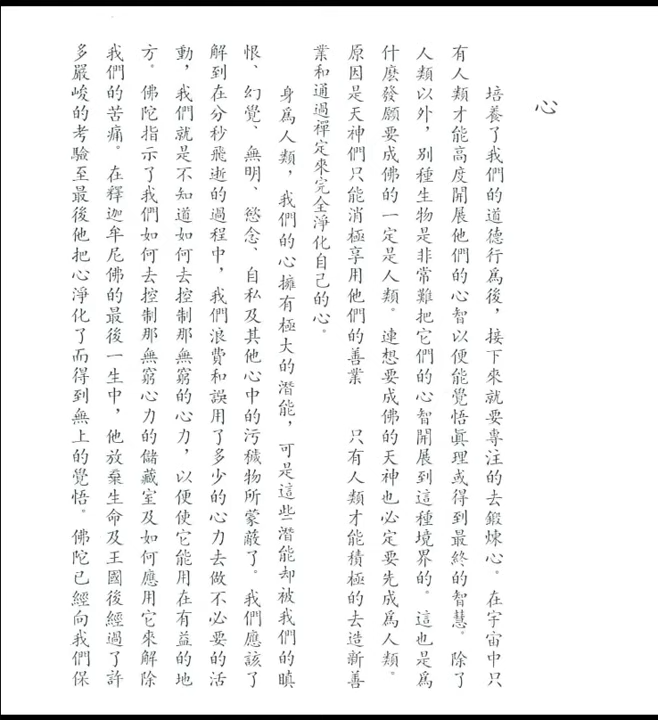 心
培養了我們的道德行為後，接下來就要專注的去鍛煉心。在宇宙中只
有人類才能高度開展他們的心智以便能覺悟眞理或得到最終的智慧。除了
人類以外，別種生物是非常難把它們的心智開展到這種境界的。這也是爲
什麼發願要成佛的一定是人類。連想要成佛的天神也必定要先成爲人類。
原因是天神們只能消極享用他們的善業　只有人類才能積極的去造新善
業和通過禪定來完全淨化自己的心。
身爲人類，我們的心擁有極大的潛能，可是這些潛能却被我們的瞋
恨、幻覺、無明、慾念、自私及其他心中的污穢物所蒙蔽了。我們應該了
解到在分秒飛逝的過程中，我們浪費和誤用了多少的心力去做不必要的活
動，我們就是不知道如何去控制那無窮的心力，以便使它能用在有益的地
方。佛陀指示了我們如何去控制那無窮心力的儲藏室及如何應用它來解除
我們的苦痛。在釋迦牟尼佛的最後一生中，他放棄生命及王國後經過了許
多嚴峻的考驗至最後他把心淨化了而得到無上的覺悟。佛陀已經向我們保